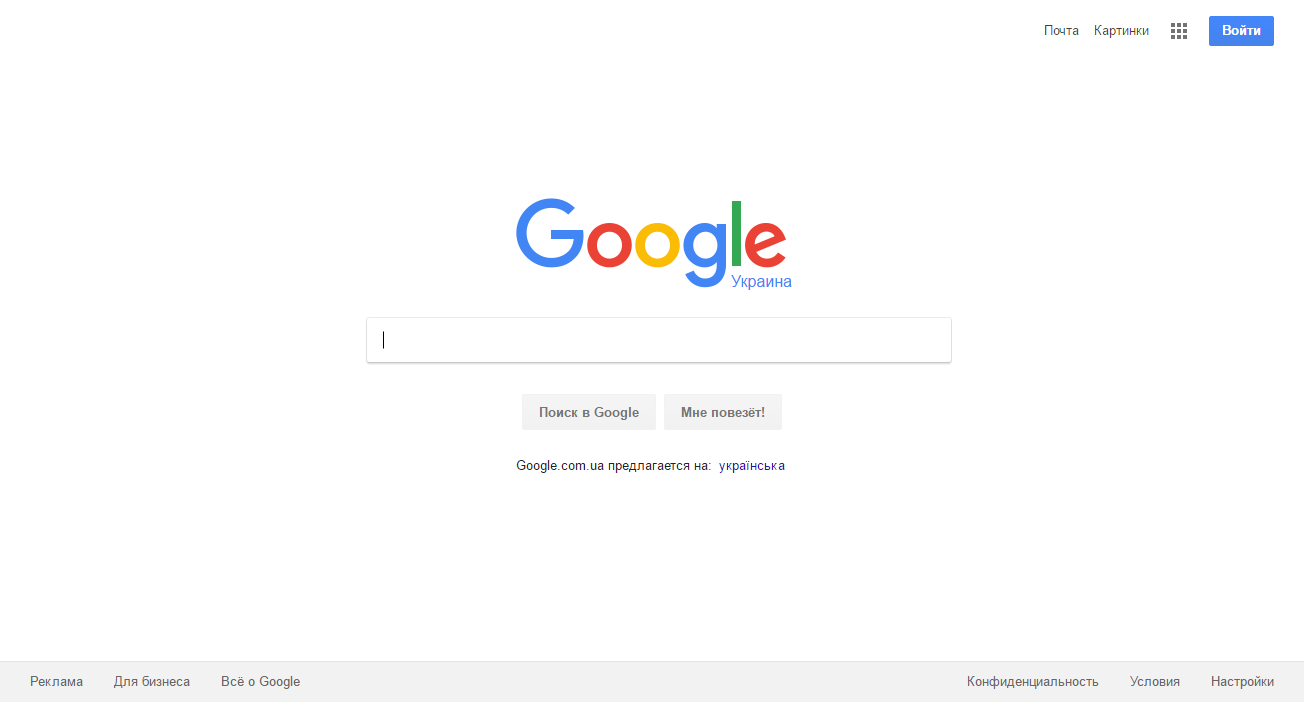 Почта Картинки Войти
Google
Украина
Поиск в Google Мне повезёт!
Google.com.ua предлагается на: українська
Реклама Для бизнеса Всё о Google Конфиденциальность Условия Настройки